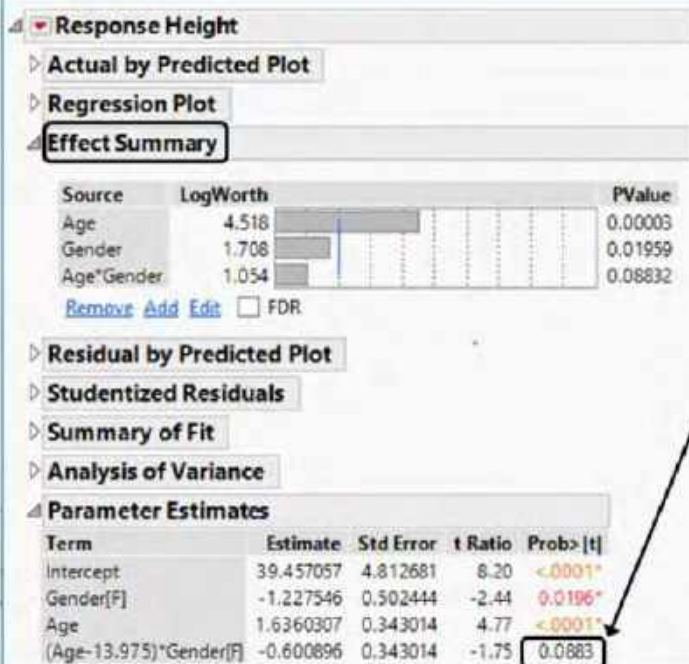 Response Height
Actual by Predicted Plot
Regression Plot
Effect Summary
Source LogWorth PValue
Age 4.518 0.00003
Gender 1.708 0.01959
Age*Gender 1.054 0.08832
Remove Add Edit FDR
Residual by Predicted Plot
Studentized Residuals
Summary of Fit
Analysis of Variance
Parameter Estimates
Term Estimate Std Error t Ratio Prob>|t|
Intercept 39.457057 4.812681 8.20 <.0001*
Gender[F] -1.227546 0.502444 -2.44 0.0196*
Age 1.6360307 0.343014 4.77 <.0001*
(Age-13.975)*Gender[F] -0.600896 0.343014 -1.75 0.0883